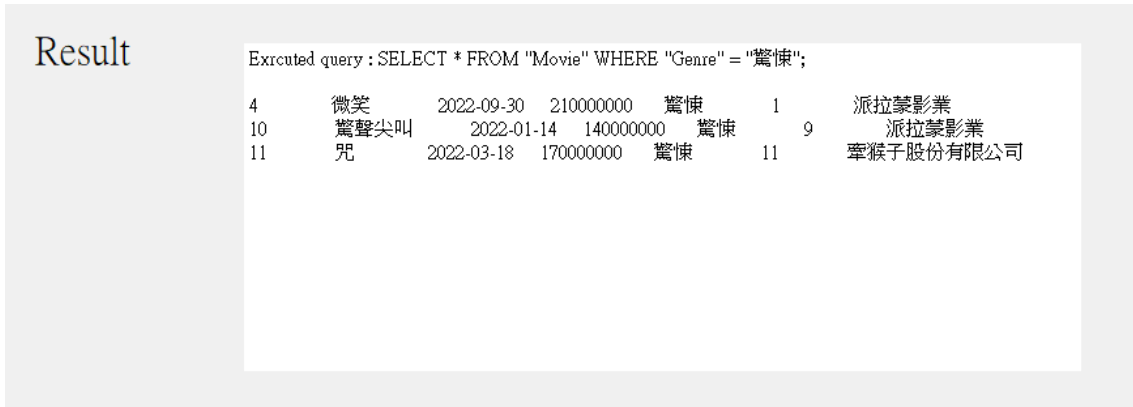 Result
Exrcuted query : SELECT * FROM "Movie" WHERE "Genre" = "驚悚";
4 微笑 2022-09-30 210000000 驚悚 1 派拉蒙影業
10 驚聲尖叫 2022-01-14 140000000 驚悚 9 派拉蒙影業
11 咒 2022-03-18 170000000 驚悚 11 牽猴子股份有限公司